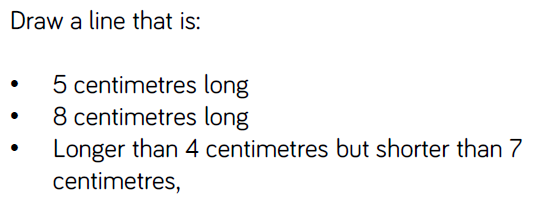 Draw a line that is:
• 5 centimetres long
• 8 centimetres long
• Longer than 4 centimetres but shorter than 7
centimetres,